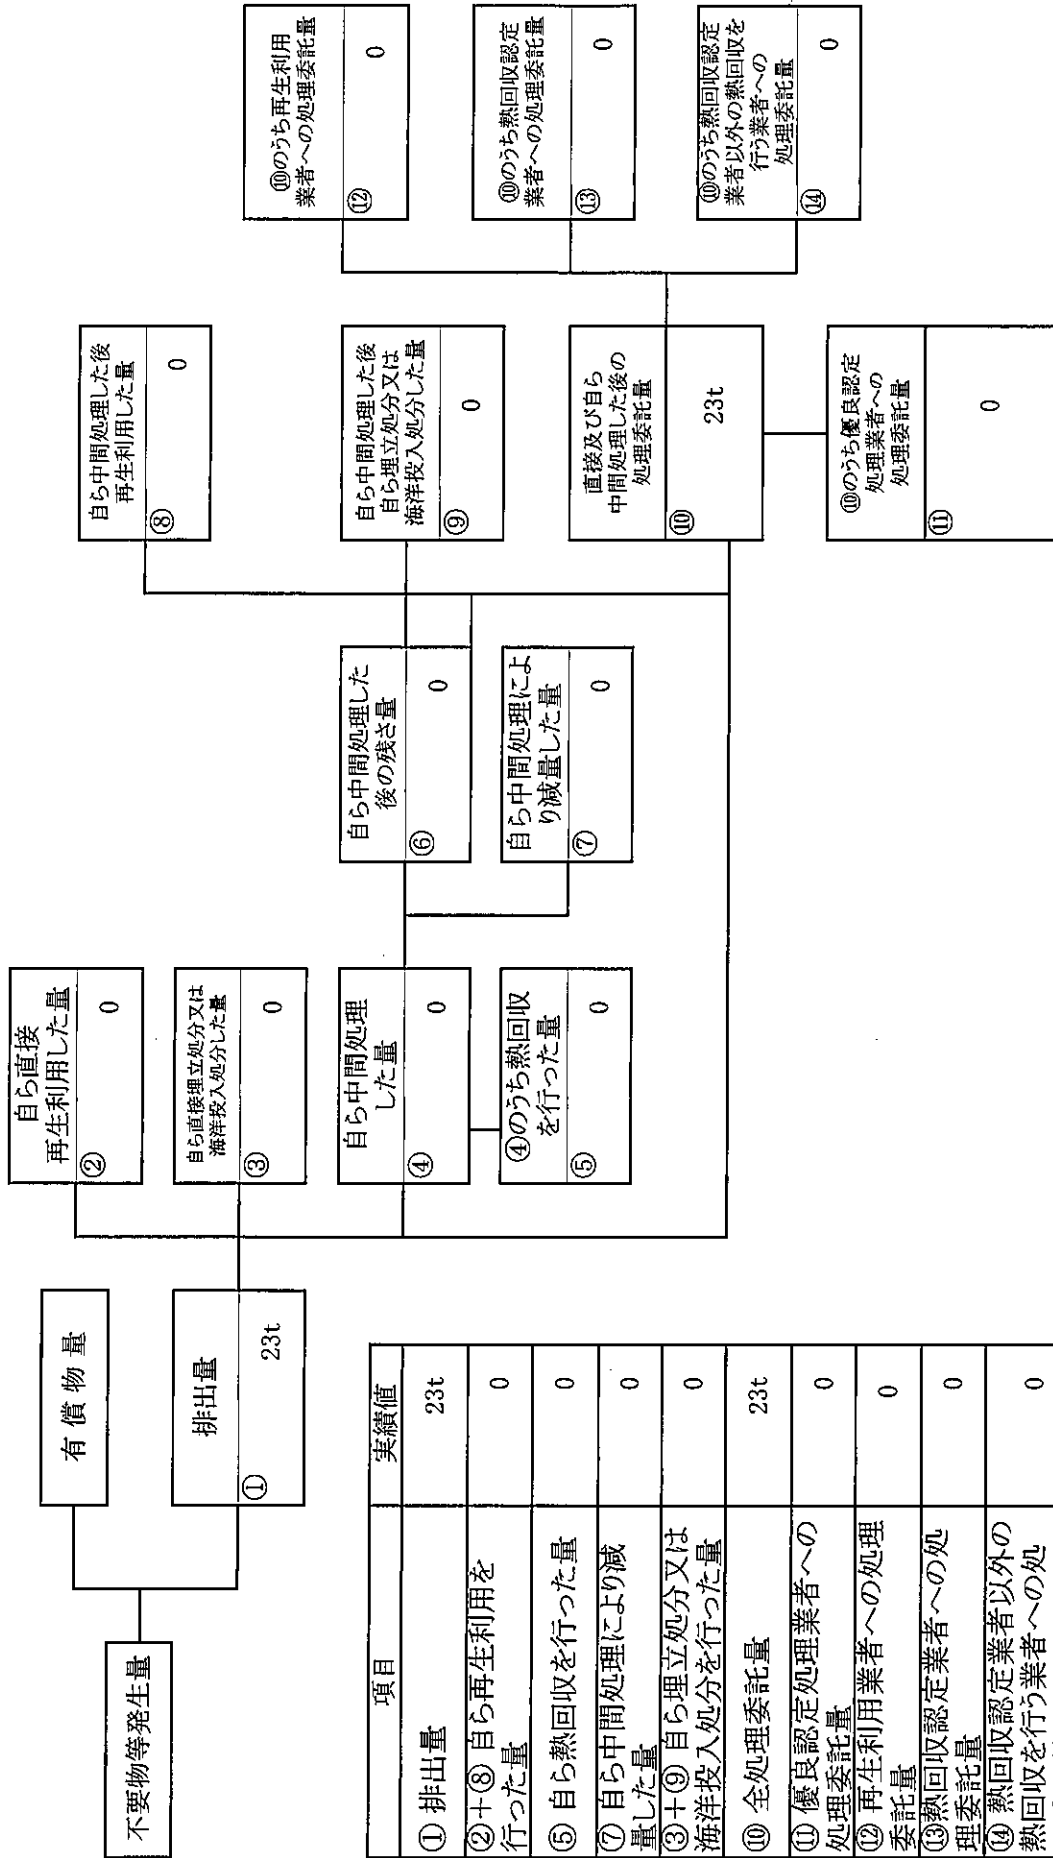 不要物等発生量
有償物量
排出量
①
23t
自ら直接
再生利用した量
②
0
自ら直接埋立処分又は
海洋投入処分した量
③
0
自ら中間処理
した量
④
0
④のうち熱回収
を行った量
⑤
0
自ら中間処理した
後の残さ量
⑥
0
自ら中間処理によ
り減量した量
⑦
0
自ら中間処理した後
再生利用した量
⑧
0
自ら中間処理した後
自ら埋立処分又は
海洋投入処分した量
⑨
0
直接及び自ら
中間処理した後の
処理委託量
⑩
23t
⑩のうち優良認定
処理業者への
処理委託量
⑪
0
⑩のうち再生利用
業者への処理委託量
⑫
0
⑩のうち熱回収認定
業者への処理委託量
⑬
0
⑩のうち熱回収認定
業者以外の熱回収を
行う業者への
処理委託量
⑭
0
項目 実績値
① 排出量 23t
②+⑧ 自ら再生利用を
行った量 0
⑤ 自ら熱回収を行った量 0
⑦ 自ら中間処理により減
量した量 0
③+⑨ 自ら埋立処分又は
海洋投入処分を行った量 0
⑩ 全処理委託量 23t
⑪ 優良認定処理業者への
処理委託量 0
⑫ 再生利用業者への処理
委託量 0
⑬熱回収認定業者への処
理委託量 0
⑭ 熱回収認定業者以外の
熱回収を行う業者への処 0